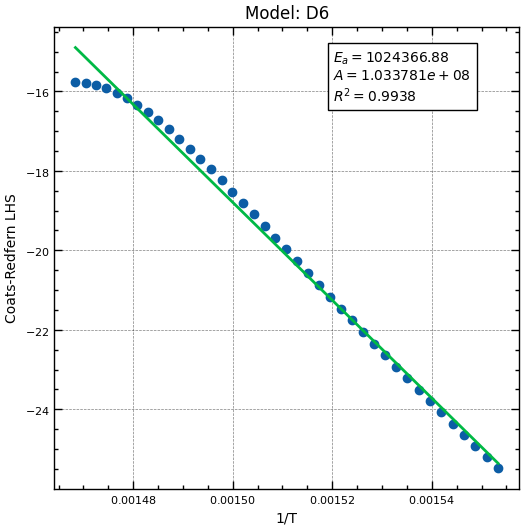 Model: D6
E_a = 1024366.88
A = 1.033781e + 08
R² = 0.9938
Coats-Redfern LHS
−16
−18
−20
−22
−24
0.00148 0.00150 0.00152 0.00154
1/T